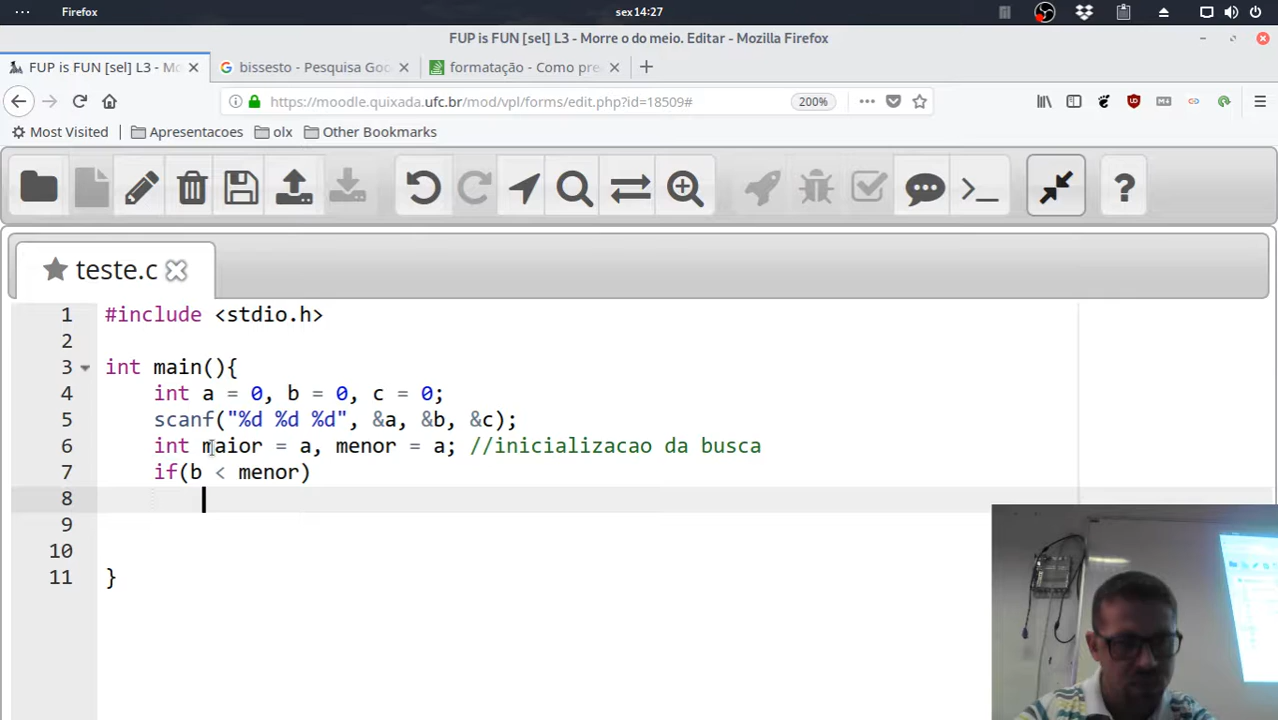 Firefox
sex 14:27
FUP is FUN [sel] L3 - Morre o do meio. Editar - Mozilla Firefox
FUP is FUN [sel] L3 - Mo
bissesto - Pesquisa Goo
formatação - Como pre
https://moodle.quixada.ufc.br/mod/vpl/forms/edit.php?id=18509#
200%
Most Visited
Apresentacoes
olx
Other Bookmarks
teste.c
1 #include <stdio.h>
2
3 int main(){
4 int a = 0, b = 0, c = 0;
5 scanf("%d %d %d", &a, &b, &c);
6 int maior = a, menor = a; //inicializacao da busca
7 if(b < menor)
8
9
10
11 }